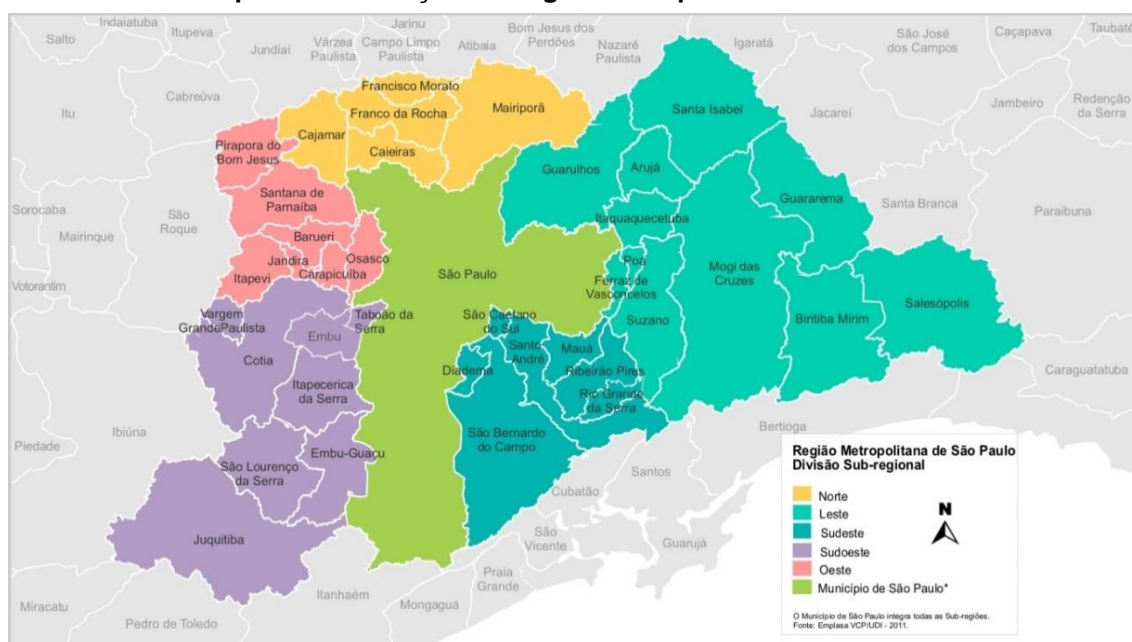 Indaiatuba
Itupeva
Jarinu
Bom Jesus dos
Perdões
Caçapava
Taubaté
Salto
Jundiaí
Várzea
Paulista
Campo Limpo
Paulista
Atibaia
Nazaré
Paulista
Igaratá
São José
dos Campos
Cabreúva
Itu
Jacareí
Jambeiro
Redenção
da Serra
Francisco Morato
Franco da Rocha
Mairiporã
Cajamar
Caieiras
Santa Isabel
Pirapora do
Bom Jesus
Guarulhos
Arujá
Santana de
Parnaíba
Itaquaquecetuba
Guararema
Santa Branca
Paraibuna
Sorocaba
Mairinque
São
Roque
Barueri
Jandira
Osasco
Itapevi
Carapicuíba
São Paulo
Poá
Ferraz de
Vasconcelos
Mogi das
Cruzes
Salesópolis
Volorantim
Vargem
Grande Paulista
Embu
Taboão da
Serra
São Caetano
do Sul
Suzano
Biritiba Mirim
Cotia
Santo
André
Mauá
Diadema
Ribeirão Pires
Itapecerica
da Serra
Rio Grande
da Serra
Caraguatatuba
Piedade
Ibiúna
São Lourenço
da Serra
Embu-Guaçu
São Bernardo
do Campo
Bertioga
Santos
Cubatão
Juquitiba
São
Vicente
Guarujá
Praia
Grande
Itanhaém
Mongaguá
Miracatu
Pedro de Toledo
Região Metropolitana de São Paulo
Divisão Sub-regional
Norte
Leste
Sudeste
Sudoeste
Oeste
Município de São Paulo*
N
O Município de São Paulo integra todas as Sub-regiões.
Fonte: Emplasa VCP/UDI - 2011.